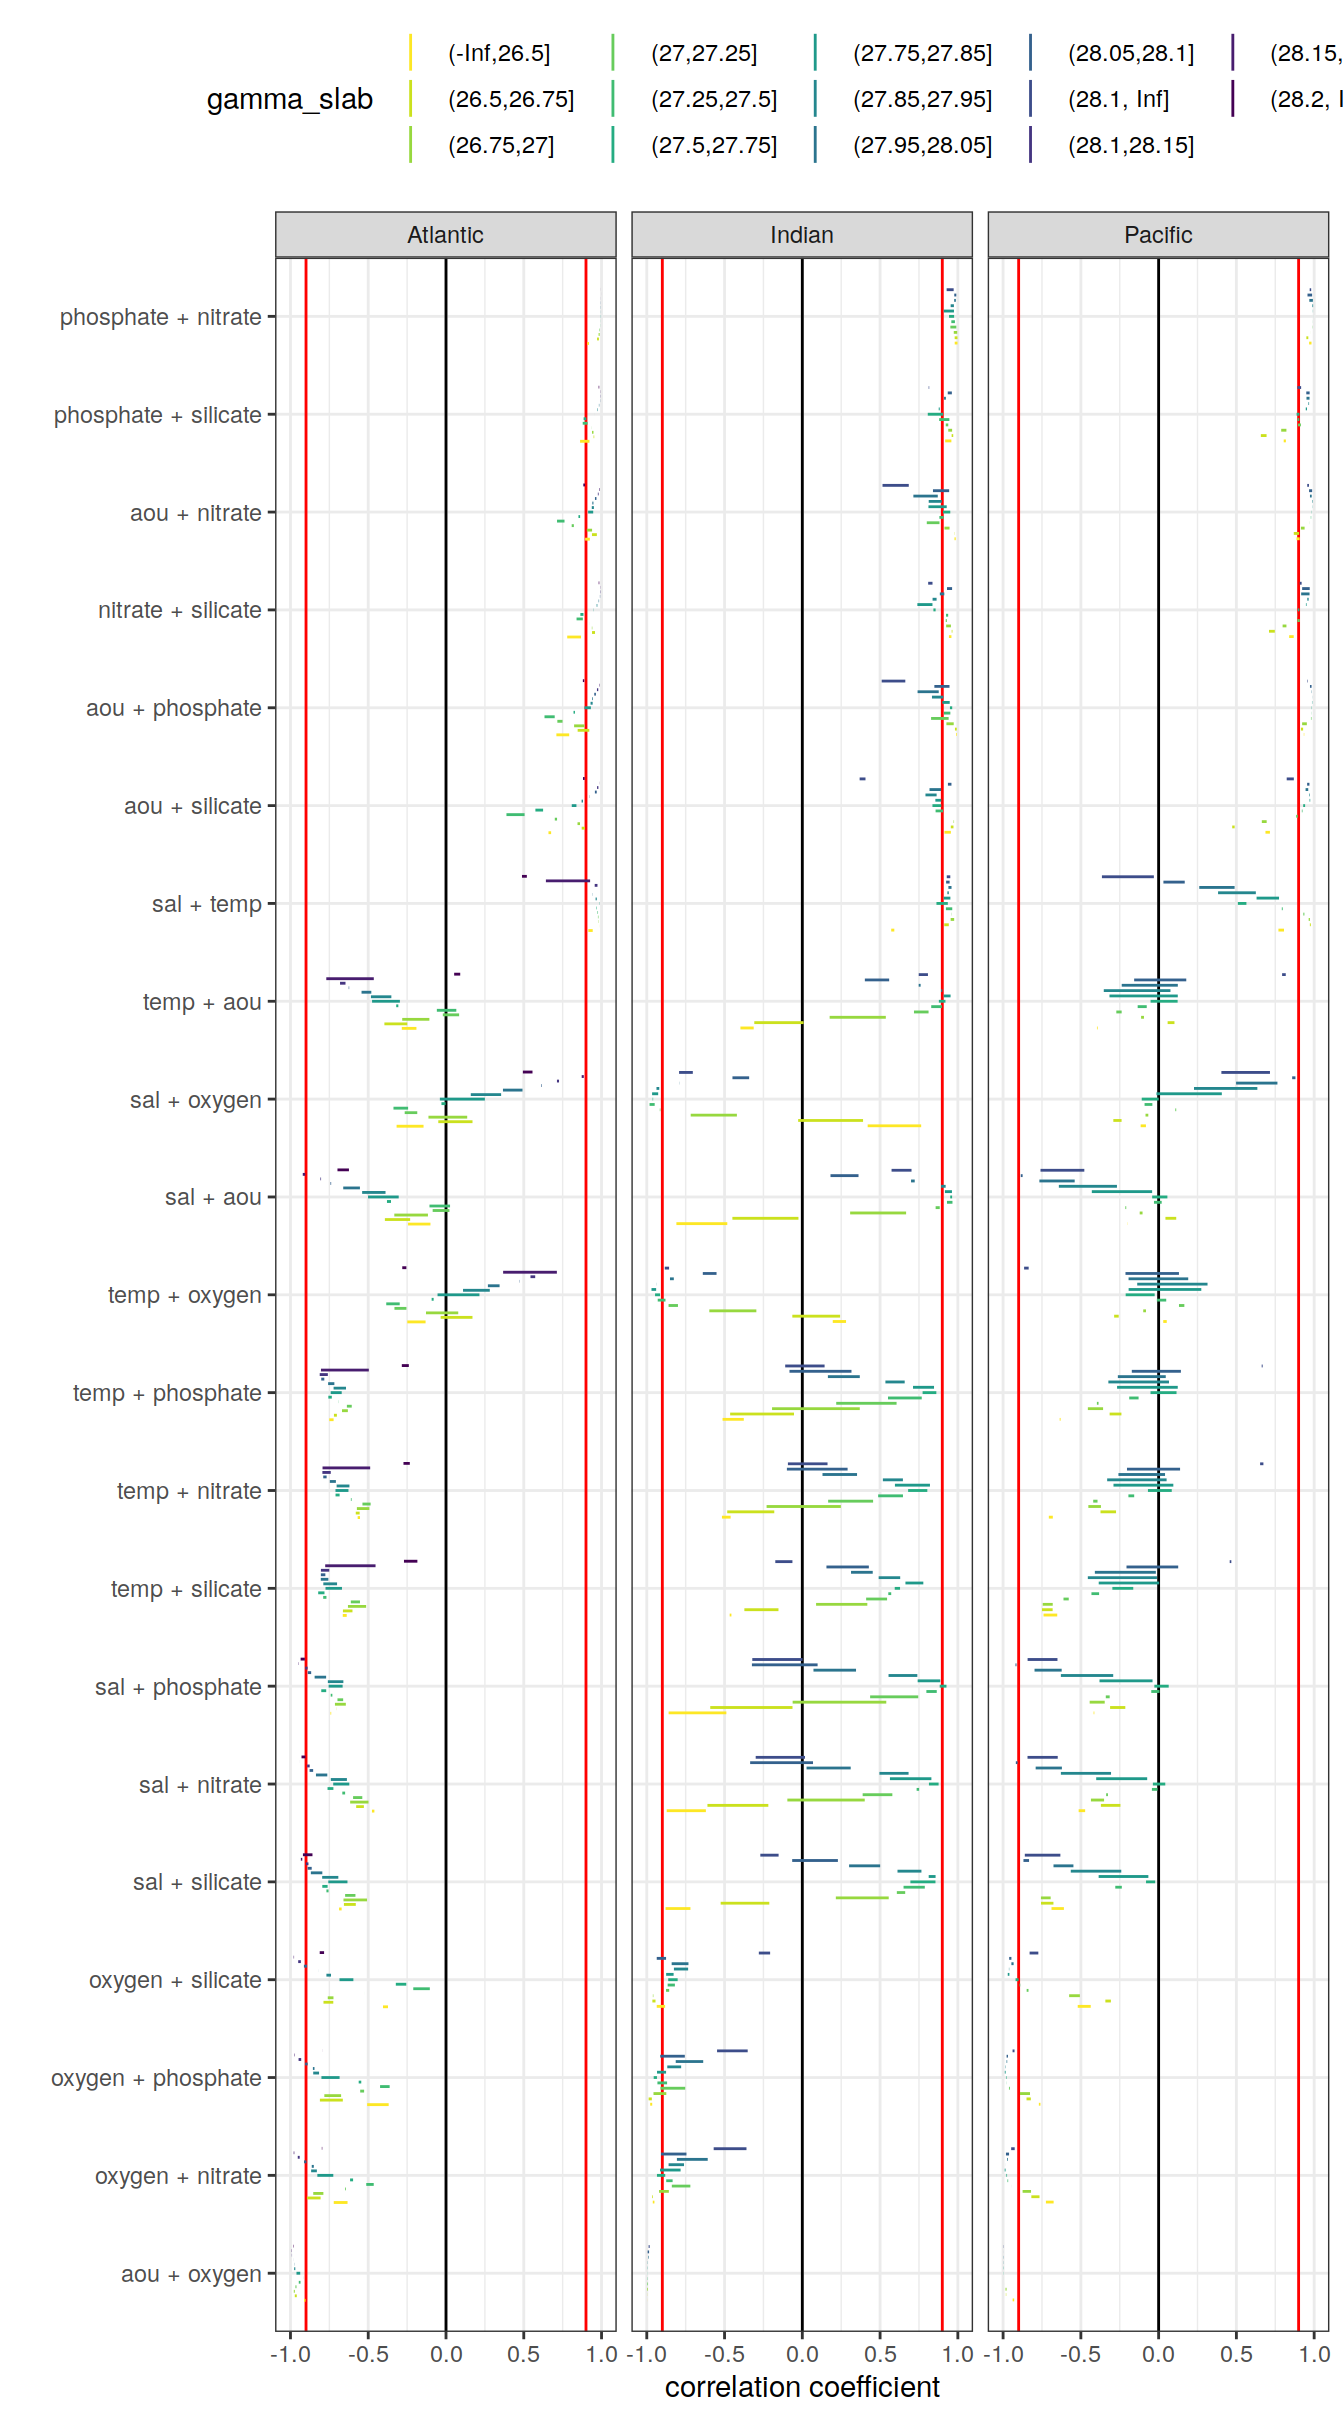 (-Inf,26.5] (27,27.25] (27.75,27.85] (28.05,28.1] (28.15,
gamma_slab (26.5,26.75] (27.25,27.5] (27.85,27.95] (28.1, Inf] (28.2,
(26.75,27] (27.5,27.75] (27.95,28.05] (28.1,28.15]
Atlantic Indian Pacific
phosphate + nitrate
phosphate + silicate
aou + nitrate
nitrate + silicate
aou + phosphate
aou + silicate
sal + temp
temp + aou
sal + oxygen
sal + aou
temp + oxygen
temp + phosphate
temp + nitrate
temp + silicate
sal + phosphate
sal + nitrate
sal + silicate
oxygen + silicate
oxygen + phosphate
oxygen + nitrate
aou + oxygen
-1.0 -0.5 0.0 0.5 1.0 -1.0 -0.5 0.0 0.5 1.0 -1.0 -0.5 0.0 0.5 1.0
correlation coefficient